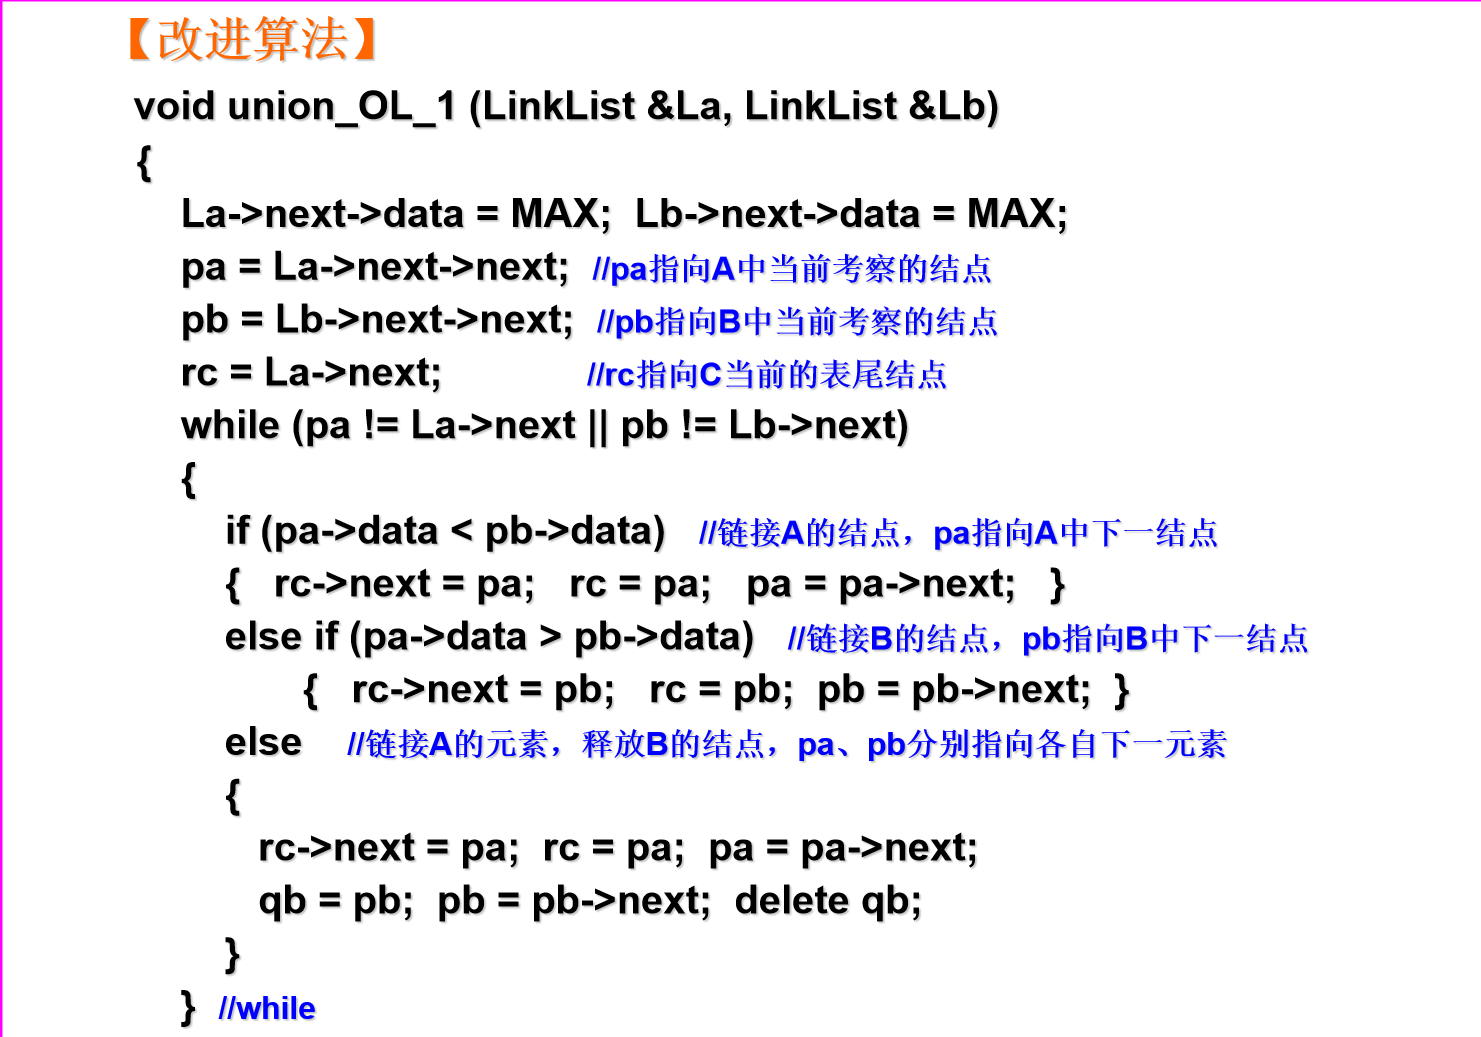 【改进算法】
void union_OL_1 (LinkList &La, LinkList &Lb)
{
La->next->data = MAX; Lb->next->data = MAX;
pa = La->next->next; //pa指向A中当前考察的结点
pb = Lb->next->next; //pb指向B中当前考察的结点
rc = La->next; //rc指向C当前的表尾结点
while (pa != La->next || pb != Lb->next)
{
if (pa->data < pb->data) //链接A的结点，pa指向A中下一结点
{ rc->next = pa; rc = pa; pa = pa->next; }
else if (pa->data > pb->data) //链接B的结点，pb指向B中下一结点
{ rc->next = pb; rc = pb; pb = pb->next; }
else //链接A的元素，释放B的结点，pa、pb分别指向各自下一元素
{
rc->next = pa; rc = pa; pa = pa->next;
qb = pb; pb = pb->next; delete qb;
}
} //while